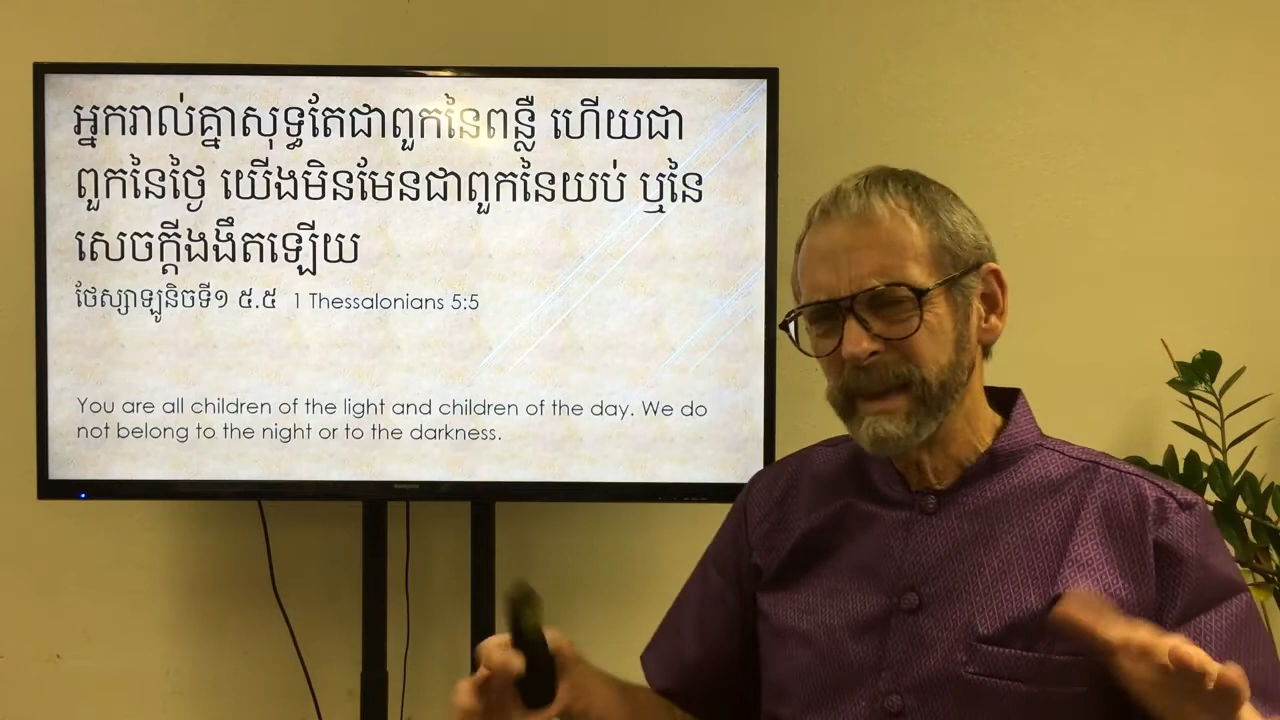 អ្នករាល់គ្នាសុទ្ធតែជាពួកនៃពន្លឺ ហើយជា
ពួកនៃថ្ងៃ យើងមិនមែនជាពួកនៃយប់ ឬនៃ
សេចក្តីងងឹតឡើយ
ថែស្សាឡូនិចទី១ ៥.៥ 1 Thessalonians 5:5
You are all children of the light and children of the day. We do
not belong to the night or to the darkness.